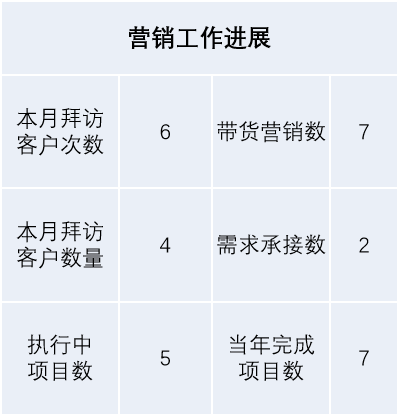 营销工作进展
本月拜访
客户次数
6
带货营销数
7
本月拜访
客户数量
4
需求承接数
2
执行中
项目数
5
当年完成
项目数
7